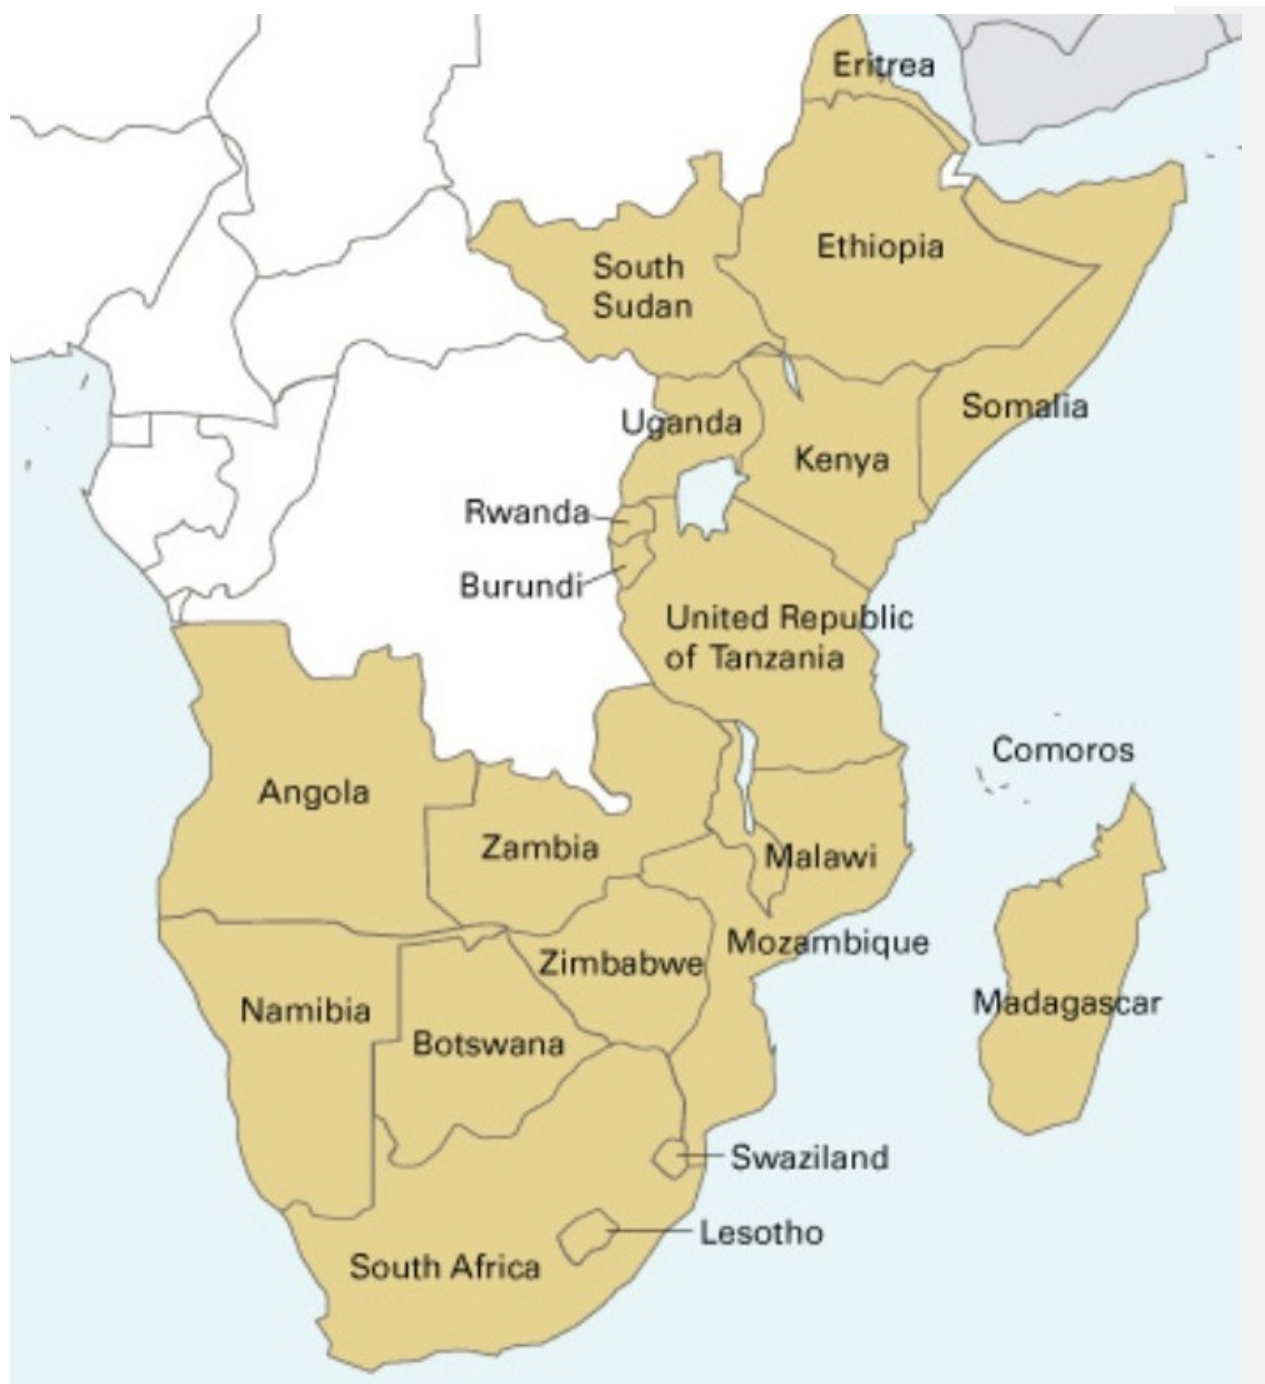 Eritrea
Ethiopia
South
Sudan
Somalia
Uganda
Kenya
Rwanda
Burundi
United Republic
of Tanzania
Comoros
Angola
Zambia
Malawi
Mozambique
Zimbabwe
Madagascar
Namibia
Botswana
Swaziland
Lesotho
South Africa